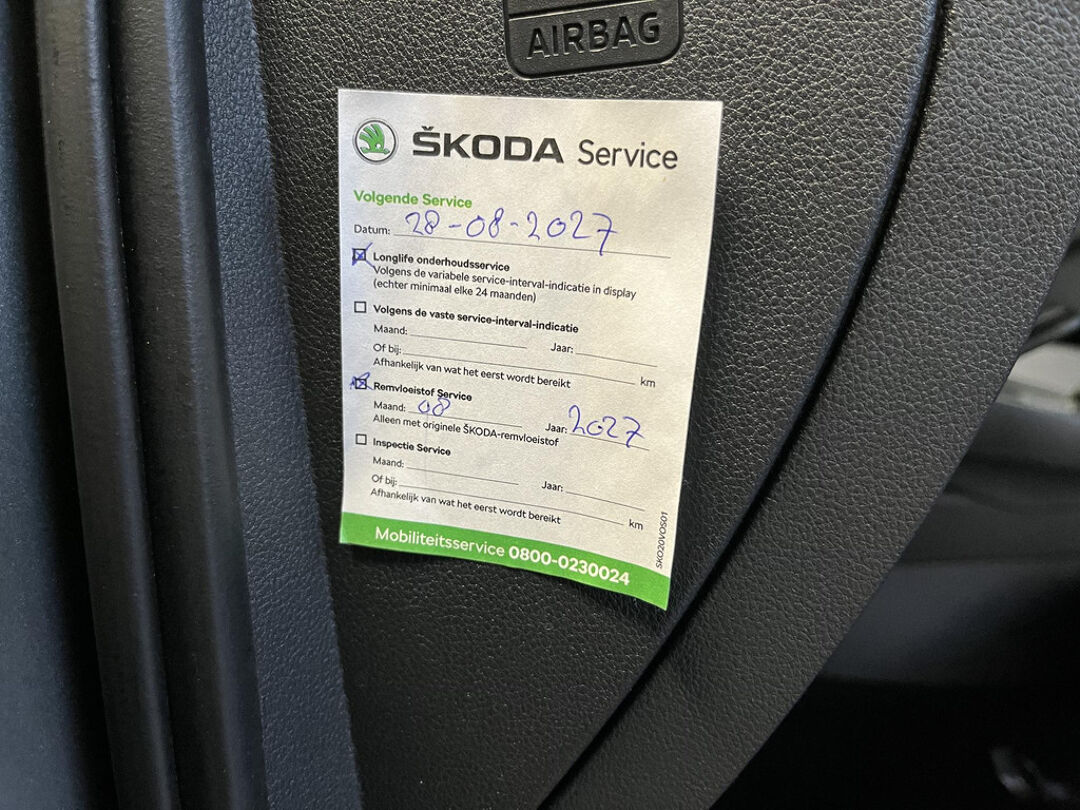 AIRBAG
ŠKODA Service
Volgende Service
Datum: 28-08-2027
Longlife onderhoudsservice
Volgens de variabele service-interval-indicatie in display
(echter minimaal elke 24 maanden)
Volgens de vaste service-interval-indicatie
Maand: Jaar:
Of bij: km
Afhankelijk van wat het eerst wordt bereikt
Remvloeistof Service
Maand: 08 Jaar: 2027
Alleen met originele ŠKODA-remvloeistof
Inspectie Service
Maand: Jaar:
Of bij: km
Afhankelijk van wat het eerst wordt bereikt
SKO20VOS01
Mobiliteitsservice 0800-0230024